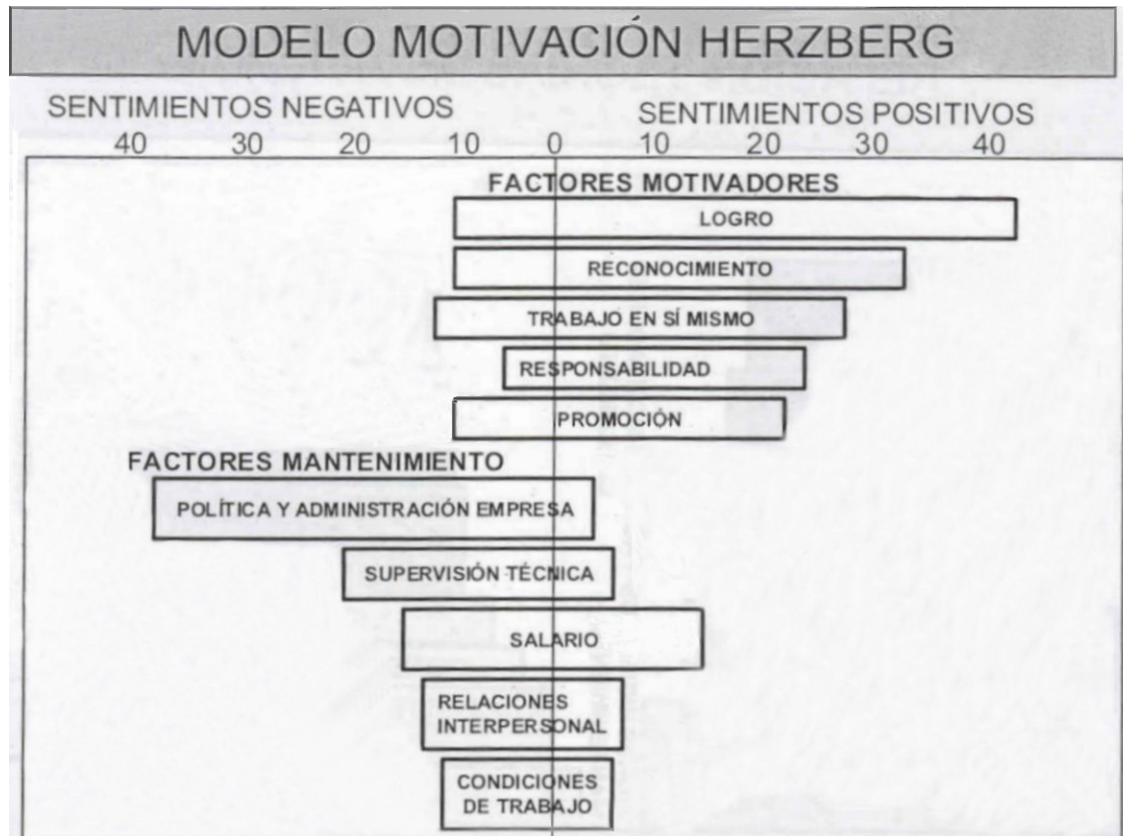 MODELO MOTIVACIÓN HERZBERG
SENTIMIENTOS NEGATIVOS
SENTIMIENTOS POSITIVOS
40 30 20 10 0 10 20 30 40
FACTORES MOTIVADORES
LOGRO
RECONOCIMIENTO
TRABAJO EN SÍ MISMO
RESPONSABILIDAD
PROMOCIÓN
FACTORES MANTENIMIENTO
POLÍTICA Y ADMINISTRACIÓN EMPRESA
SUPERVISIÓN TÉCNICA
SALARIO
RELACIONES
INTERPERSONAL
CONDICIONES
DE TRABAJO